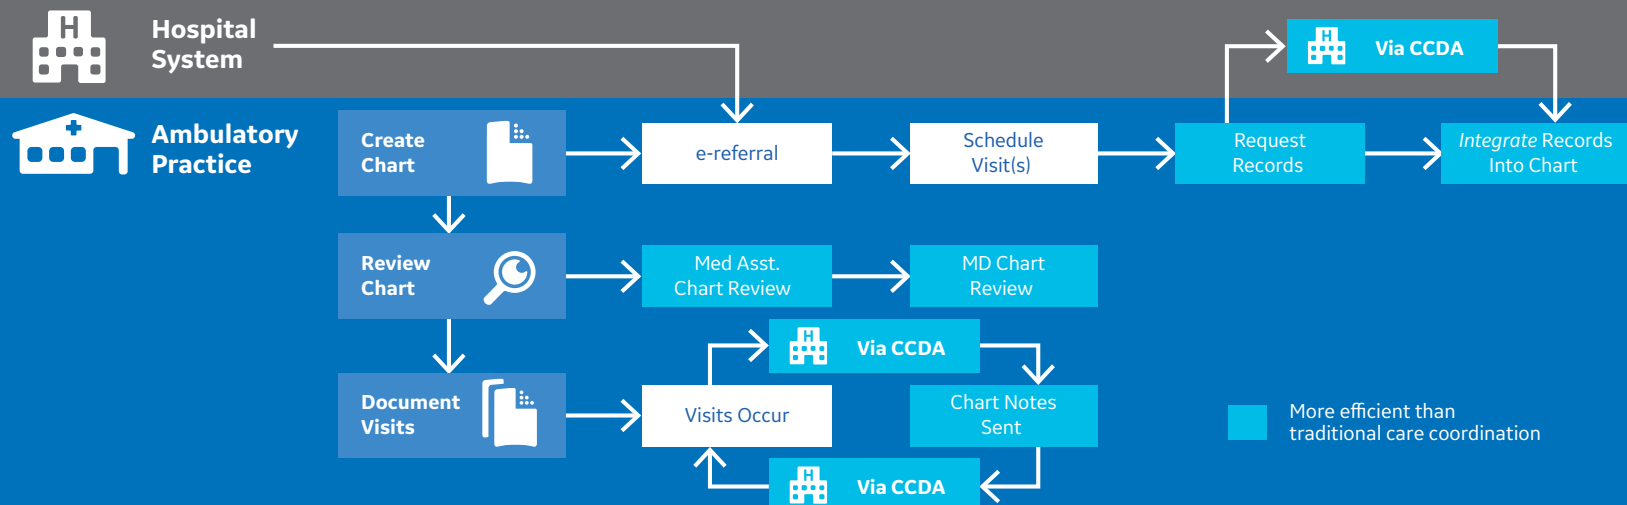 Hospital
System
H
H
Via CCDA
Ambulatory
Practice
Create
Chart
e-referral
Schedule
Visit(s)
Request
Records
Integrate Records
Into Chart
Review
Chart
Med Asst.
Chart Review
MD Chart
Review
H
Via CCDA
Document
Visits
Visits Occur
Chart Notes
Sent
More efficient than
traditional care coordination
H
Via CCDA